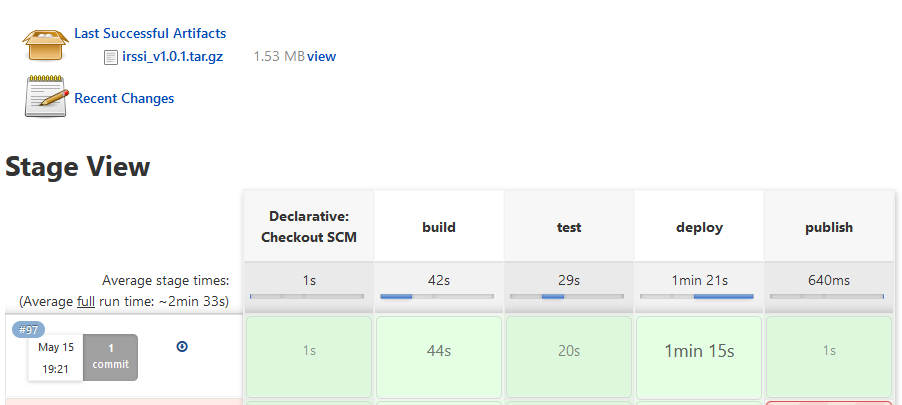 Last Successful Artifacts
irssi_v1.0.1.tar.gz 1.53 MB view
Recent Changes
Stage View
Declarative: Checkout SCM build test deploy publish
Average stage times: 1s 42s 29s 1min 21s 640ms
(Average full run time: ~2min 33s)
#97
May 15 1
19:21 commit
1s 44s 20s 1min 15s 1s